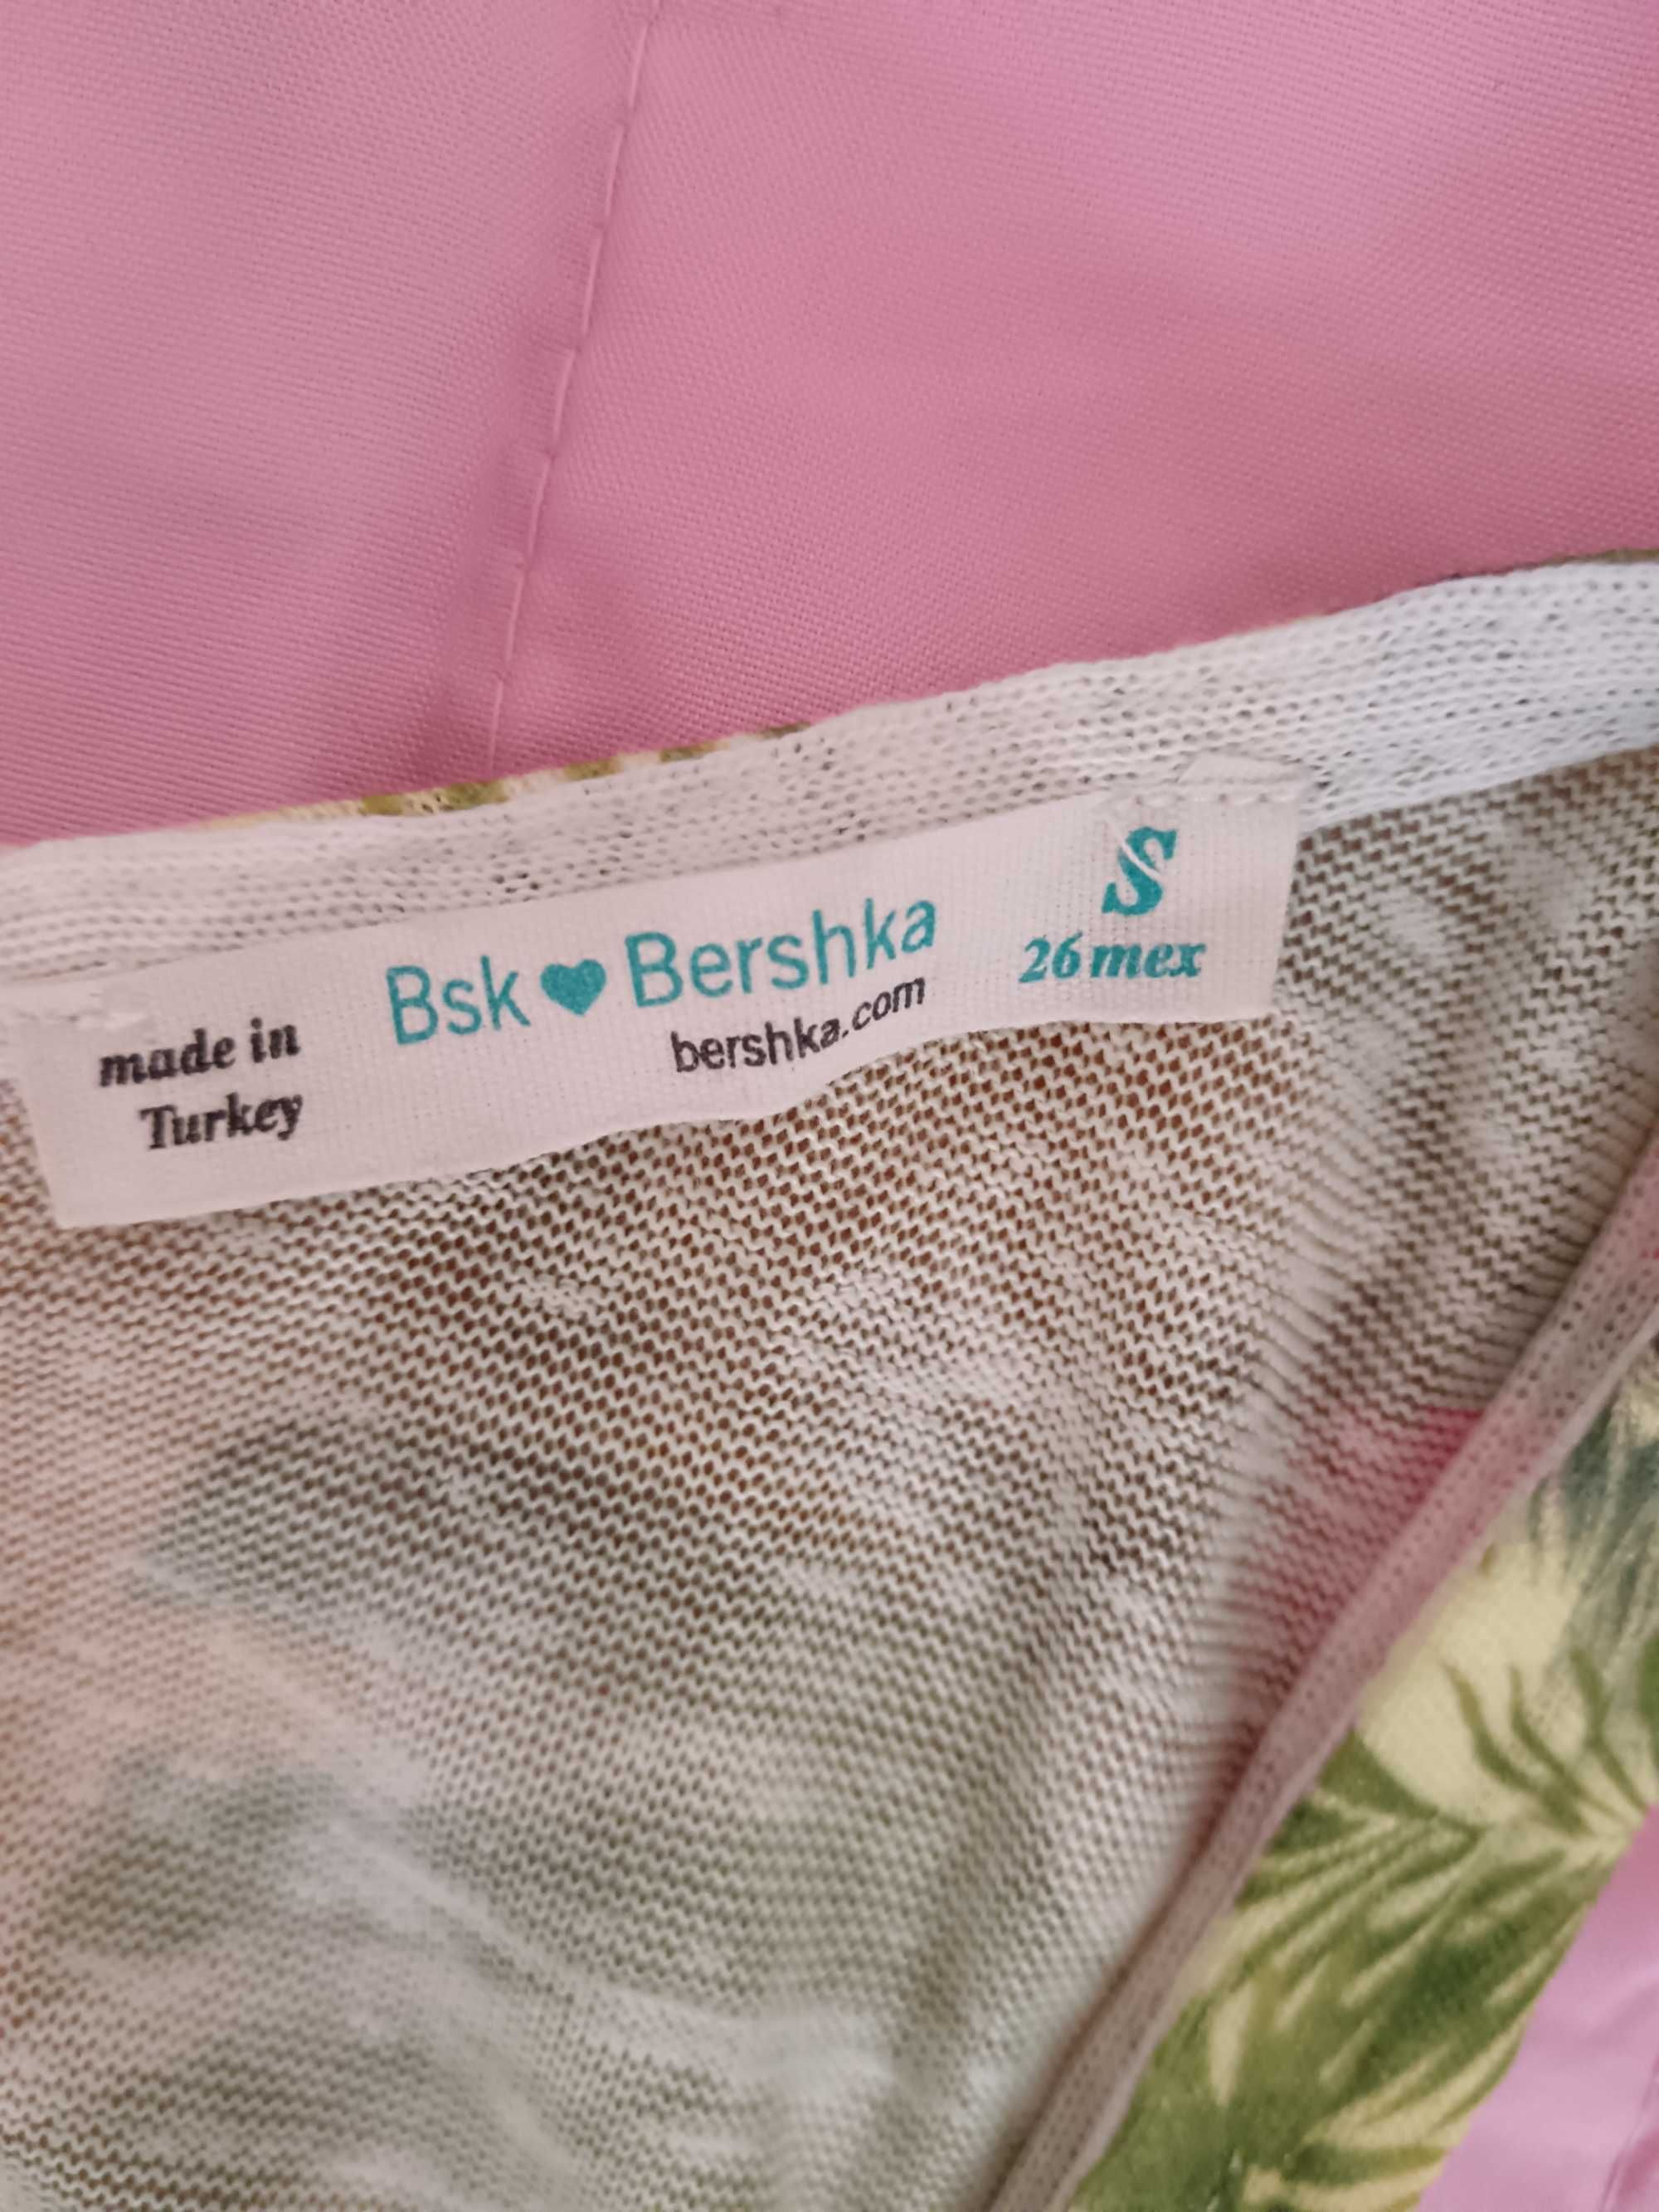 made in
Turkey
Bsk♥Bershka
bershka.com
S
26 mex